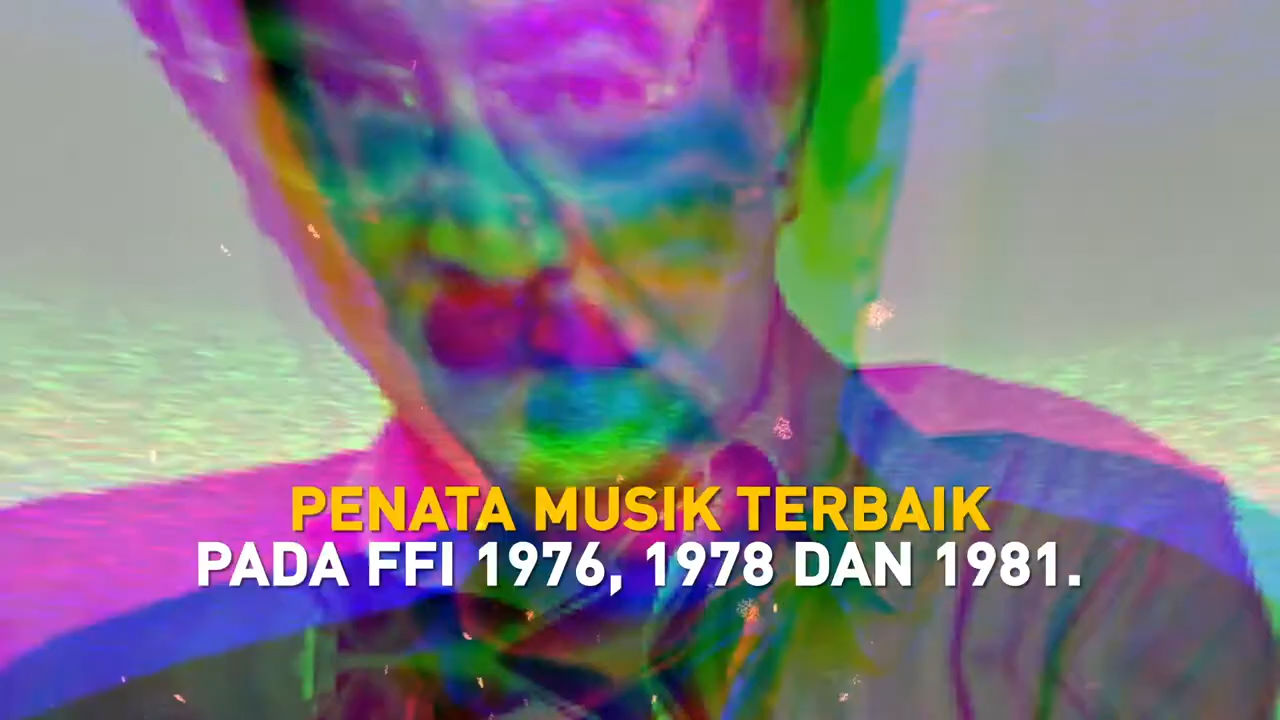 PENATA MUSIK TERBAIK
PADA FFI 1976, 1978 DAN 1981.